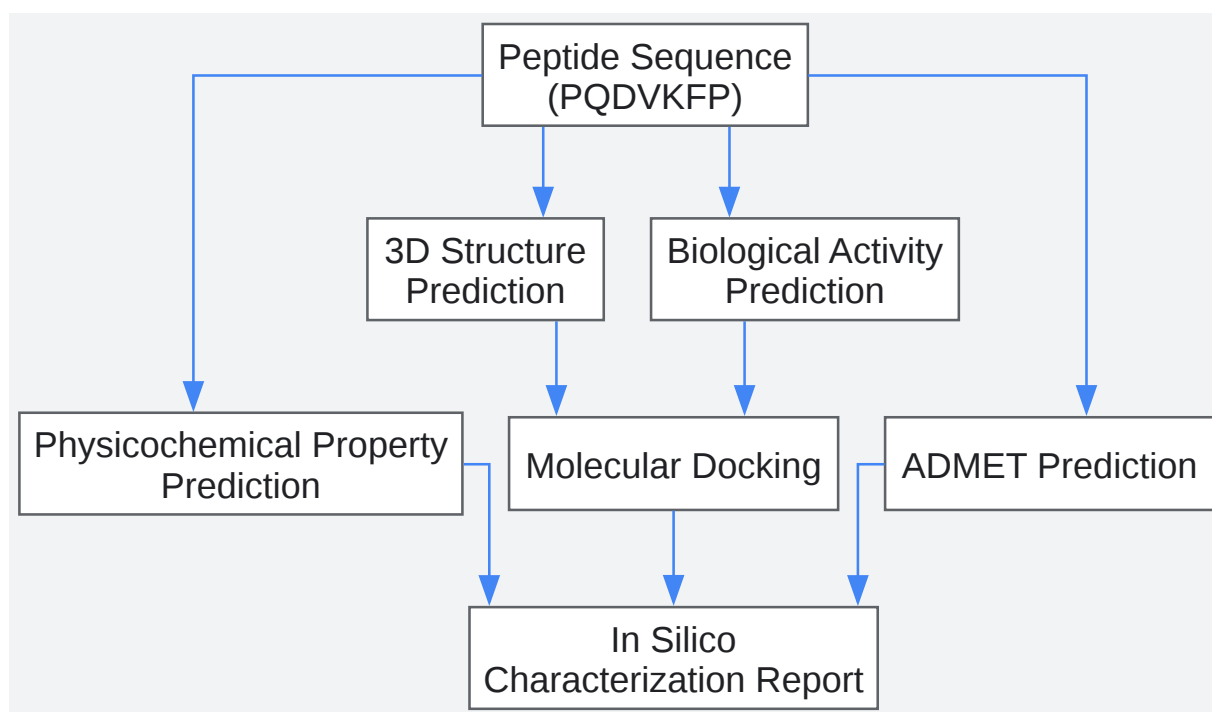 Peptide Sequence
(PQDVKFP)
3D Structure
Prediction
Biological Activity
Prediction
Physicochemical Property
Prediction
Molecular Docking
ADMET Prediction
In Silico
Characterization Report